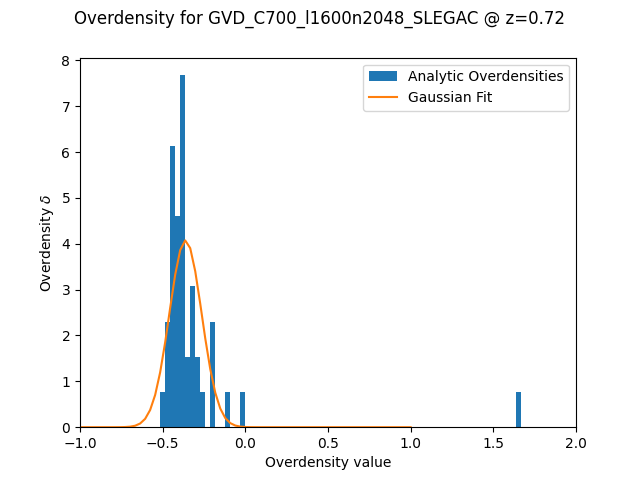 Overdensity for GVD_C700_l1600n2048_SLEGAC @ z=0.72
Analytic Overdensities
Gaussian Fit
Overdensity δ
8
7
6
5
4
3
2
1
0
−1.0 −0.5 0.0 0.5 1.0 1.5 2.0
Overdensity value